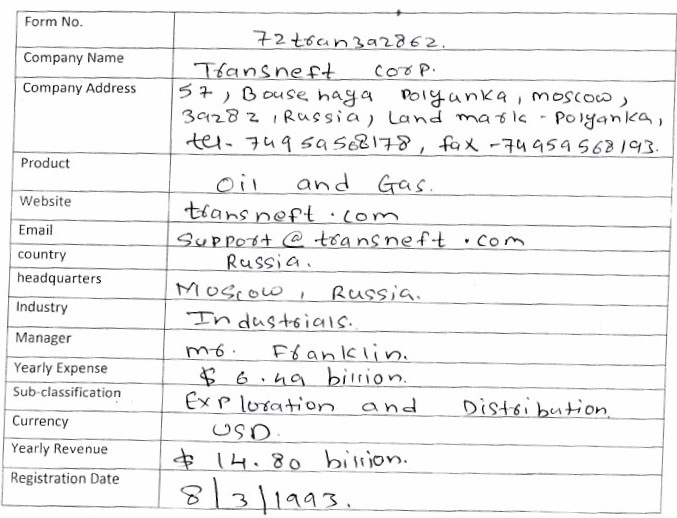 Form No. 72tran3a2862.
Company Name Transneft Corp.
Company Address 57, Bousehaya Polyanka, moscow,
3a282, Russia, Land mark - Polyanka,
tel- 74959568178, fax -74959568193.
Product Oil and Gas.
Website transneft.com
Email support@transneft.com
country Russia.
headquarters Moscow, Russia.
Industry Industrials.
Manager mr. Franklin.
Yearly Expense $ 6.49 billion.
Sub-classification Exploration and Distribution
Currency USD.
Yearly Revenue $ 14.80 billion.
Registration Date 8/3/1993.